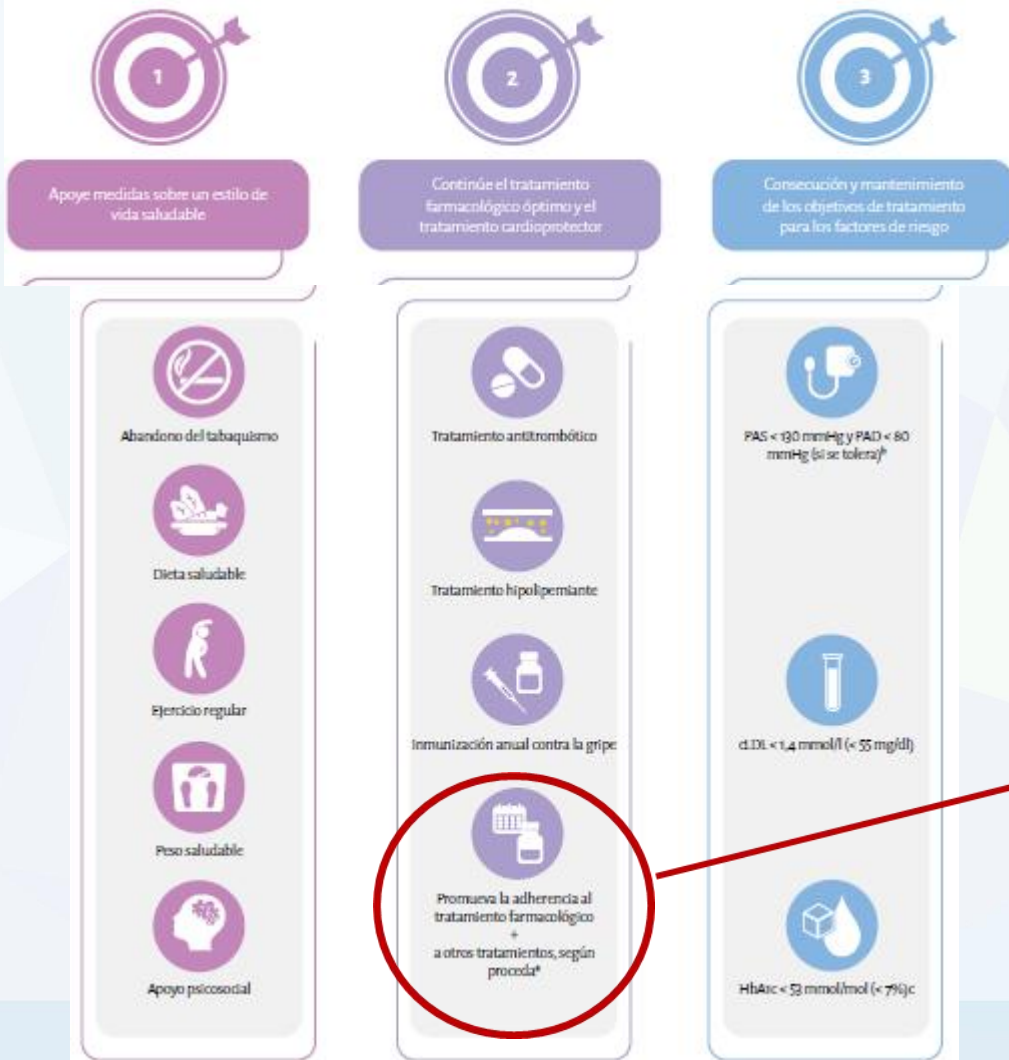 1
2
3
Apoye medidas sobre un estilo de
vida saludable
Continúe el tratamiento
farmacológico óptimo y el
tratamiento cardioprotector
Consecución y mantenimiento
de los objetivos de tratamiento
para los factores de riesgo
Abandono del tabaquismo
Dieta saludable
Ejercicio regular
Peso saludable
Apoyo psicosocial
Tratamiento antitrombótico
Tratamiento hipolipemiante
Inmunización anual contra la gripe
Promueva la adherencia al
tratamiento farmacológico
+
a otros tratamientos, según
proceda
PAS < 130 mmHg y PAD < 80
mmHg (si se tolera)
cLDL < 1,4 mmol/l (< 55 mg/dl)
HbA1c < 53 mmol/mol (< 7%)c